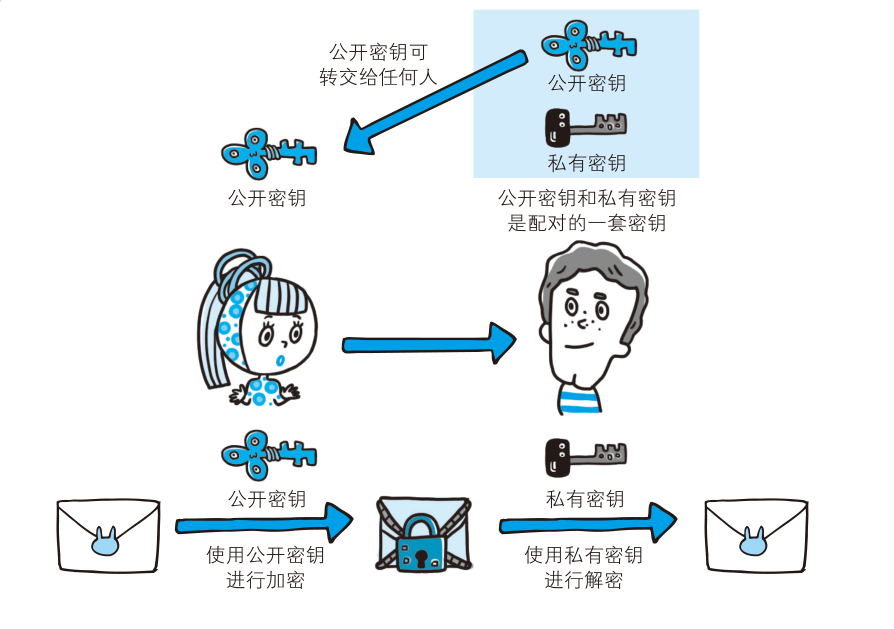 公开密钥可
转交给任何人
公开密钥
私有密钥
公开密钥
公开密钥和私有密钥
是配对的一套密钥
公开密钥
私有密钥
使用公开密钥
进行加密
使用私有密钥
进行解密